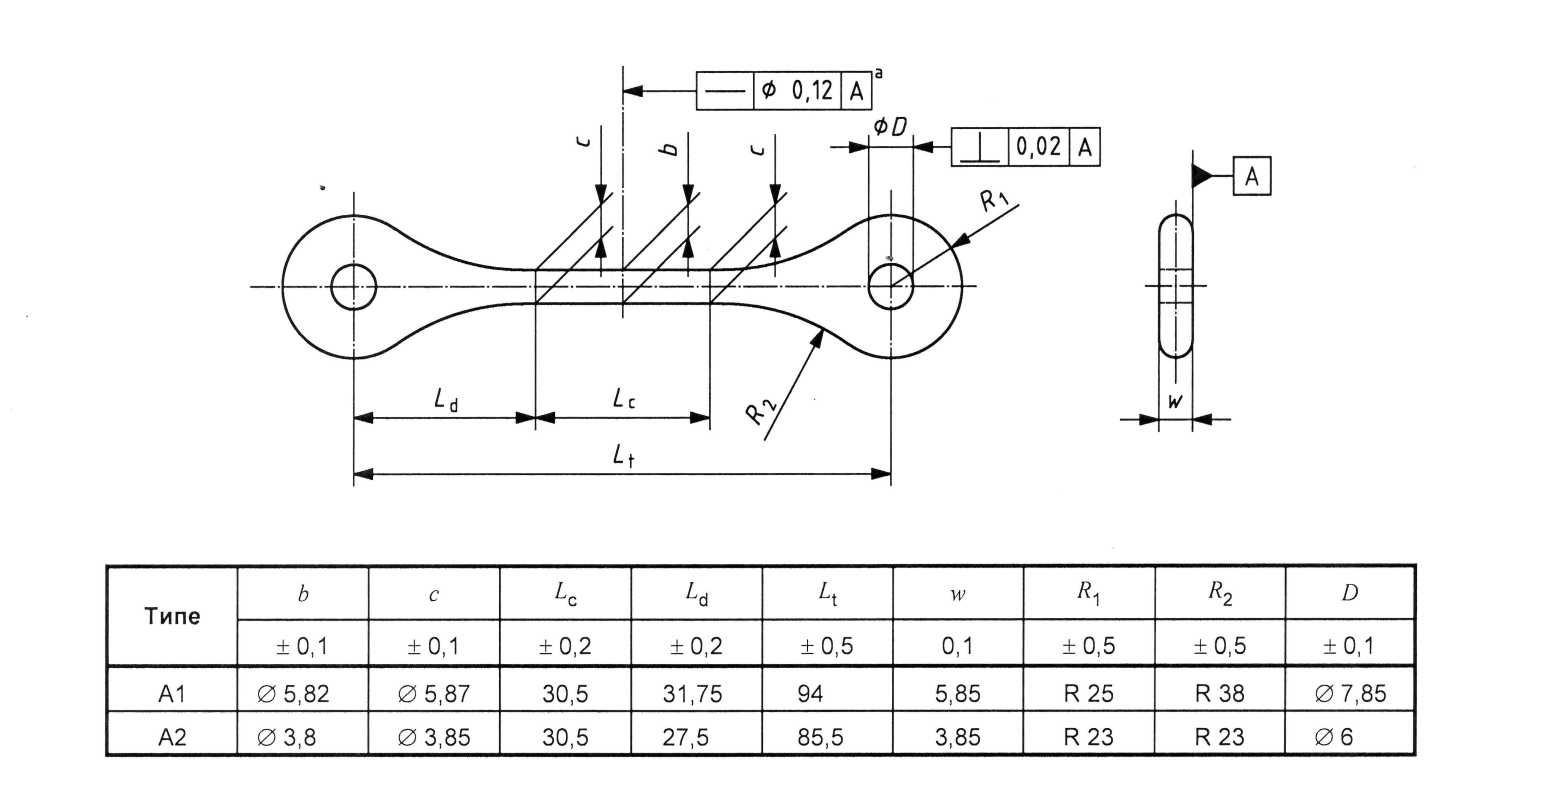 a
⏤ ϕ 0,12 A
ϕD
⊥ 0,02 A
c b c
A
R1
Ld Lc R2 w
Lt
Типе b c Lc Ld Lt w R1 R2 D
± 0,1 ± 0,1 ± 0,2 ± 0,2 ± 0,5 0,1 ± 0,5 ± 0,5 ± 0,1
A1 ∅ 5,82 ∅ 5,87 30,5 31,75 94 5,85 R 25 R 38 ∅ 7,85
A2 ∅ 3,8 ∅ 3,85 30,5 27,5 85,5 3,85 R 23 R 23 ∅ 6